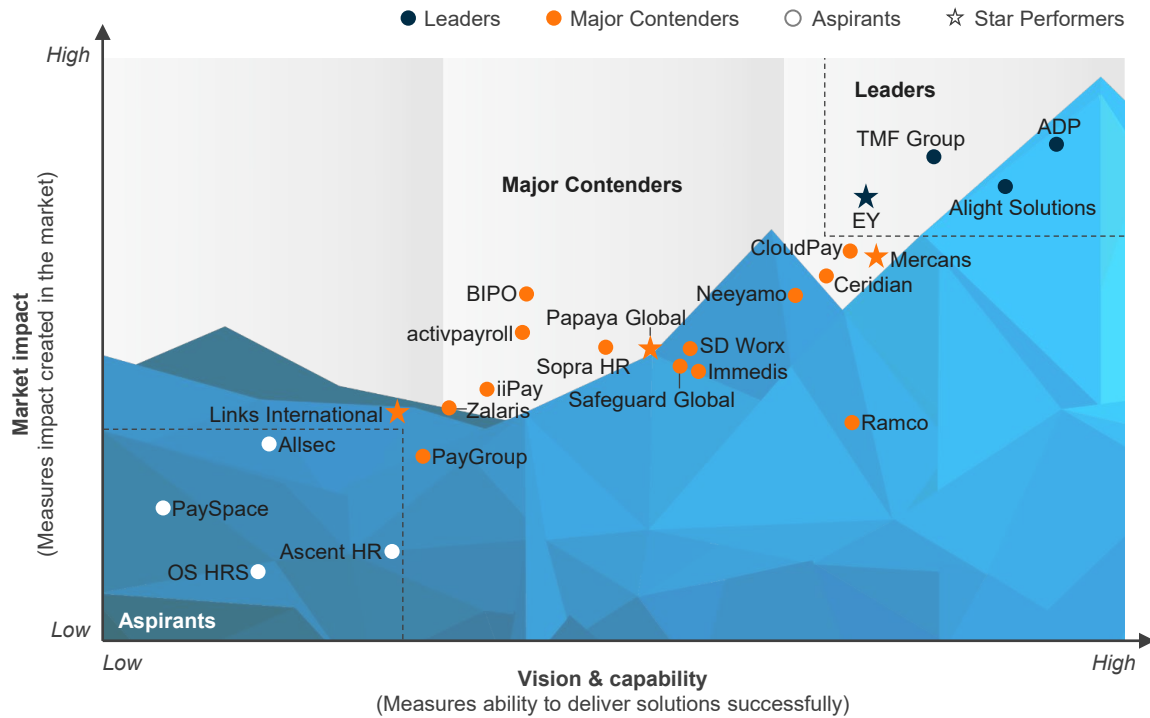 Leaders
Major Contenders
Aspirants
Star Performers
High
Leaders
ADP
TMF Group
Major Contenders
Alight Solutions
EY
CloudPay
Mercans
Ceridian
BIPO
Neeyamo
Papaya Global
activpayroll
SD Worx
Sopra HR
Immedis
iiPay
Safeguard Global
Links International
Zalaris
Ramco
Allsec
PayGroup
PaySpace
Ascent HR
OS HRS
Aspirants
Market impact
(Measures impact created in the market)
Low
Low
High
Vision & capability
(Measures ability to deliver solutions successfully)